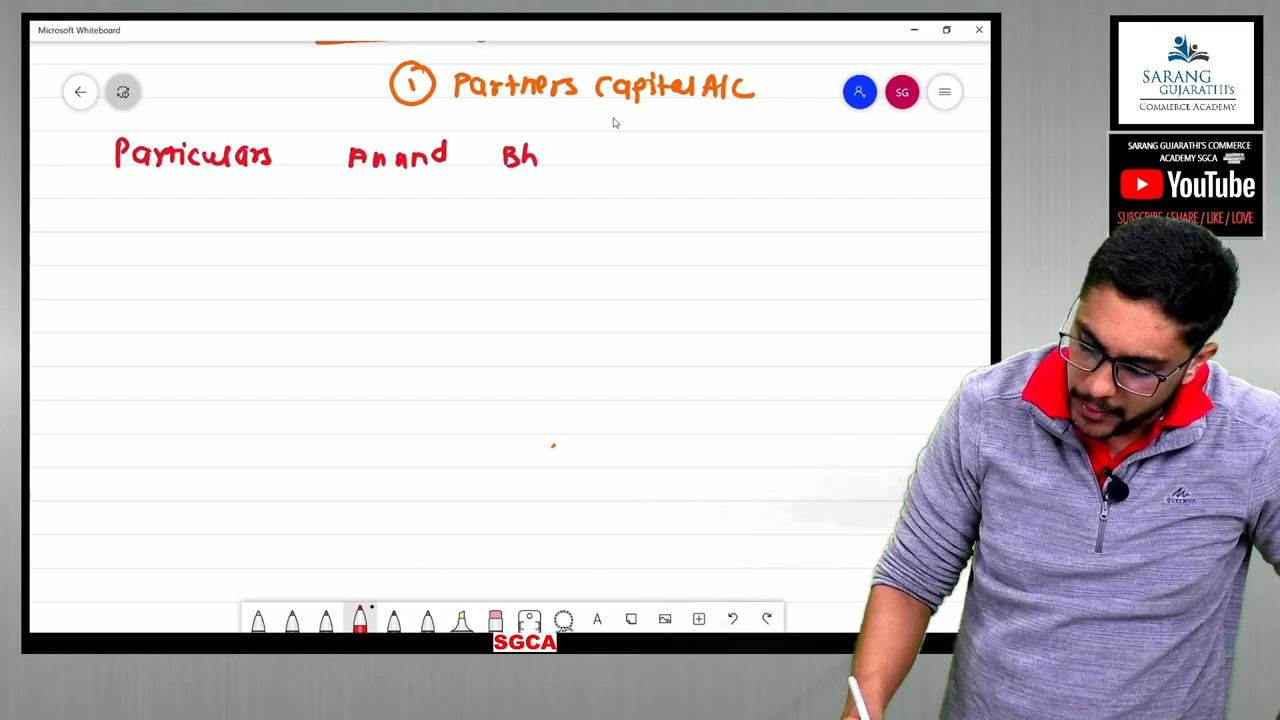 Microsoft Whiteboard
1 Partners Capital A/C
SG
Particulars Anand Bh
SARANG
GUJARATHI'S
COMMERCE ACADEMY
SARANG GUJARATHI'S COMMERCE
ACADEMY SGCA
YouTube
SUBSCRIBE / SHARE / LIKE / LOVE
A
SGCA